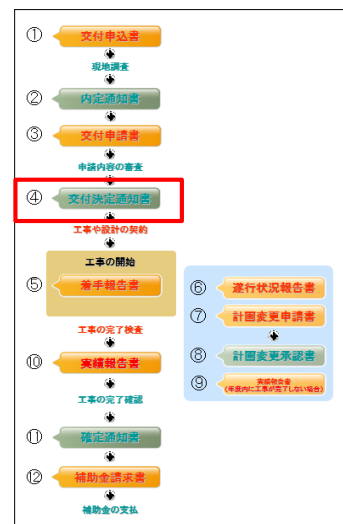 ① 交付申込書
現地調査
② 内定通知書
③ 交付申請書
申請内容の審査
④ 交付決定通知書
工事や設計の契約
工事の開始
⑤ 着手報告書
工事の完了検査
⑩ 実績報告書
工事の完了確認
⑪ 確定通知書
⑫ 補助金請求書
補助金の支払
⑥ 遂行状況報告書
⑦ 計画変更申請書
⑧ 計画変更承認書
⑨ 実績報告書
(年度内に工事が完了しない場合)